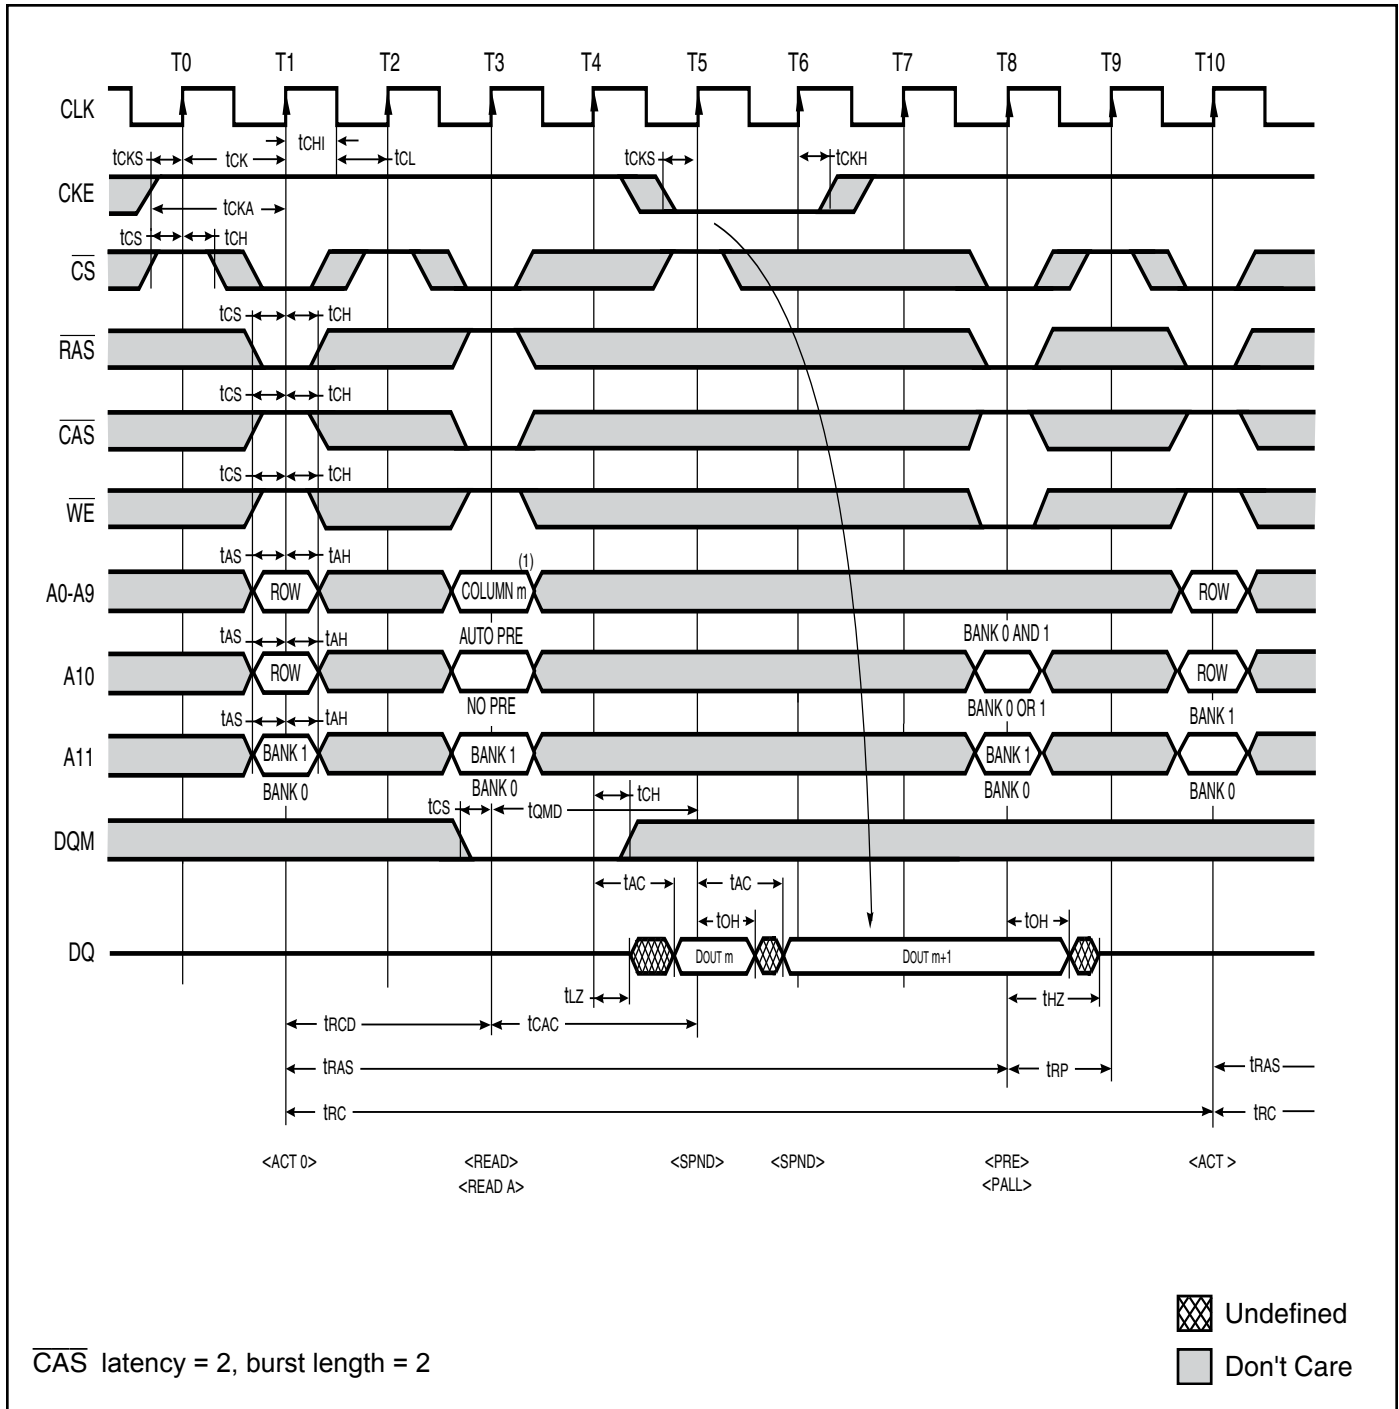 T0 T1 T2 T3 T4 T5 T6 T7 T8 T9 T10
CLK
tCHI
tCKS tCK tCL tCKS tCKH
CKE
tCKA
tCS tCH
CS
tCS tCH
RAS
tCS tCH
CAS
tCS tCH
WE
tAS tAH (1)
A0-A9 ROW COLUMN m ROW
tAS tAH AUTO PRE BANK 0 AND 1
A10 ROW ROW
NO PRE BANK 0 OR 1 BANK 1
tAS tAH
A11 BANK 1 BANK 1 BANK 1
BANK 0 BANK 0 BANK 0 BANK 0
tCS tQMD tCH
DQM
tAC tAC
tOH tOH
DQ DOUT m DOUT m+1
tLZ tHZ
tRCD tCAC
tRAS tRP tRAS
tRC tRC
<ACT 0> <READ> <SPND> <SPND> <PRE> <ACT >
<READ A> <PALL>
Undefined
CAS latency = 2, burst length = 2
Don't Care